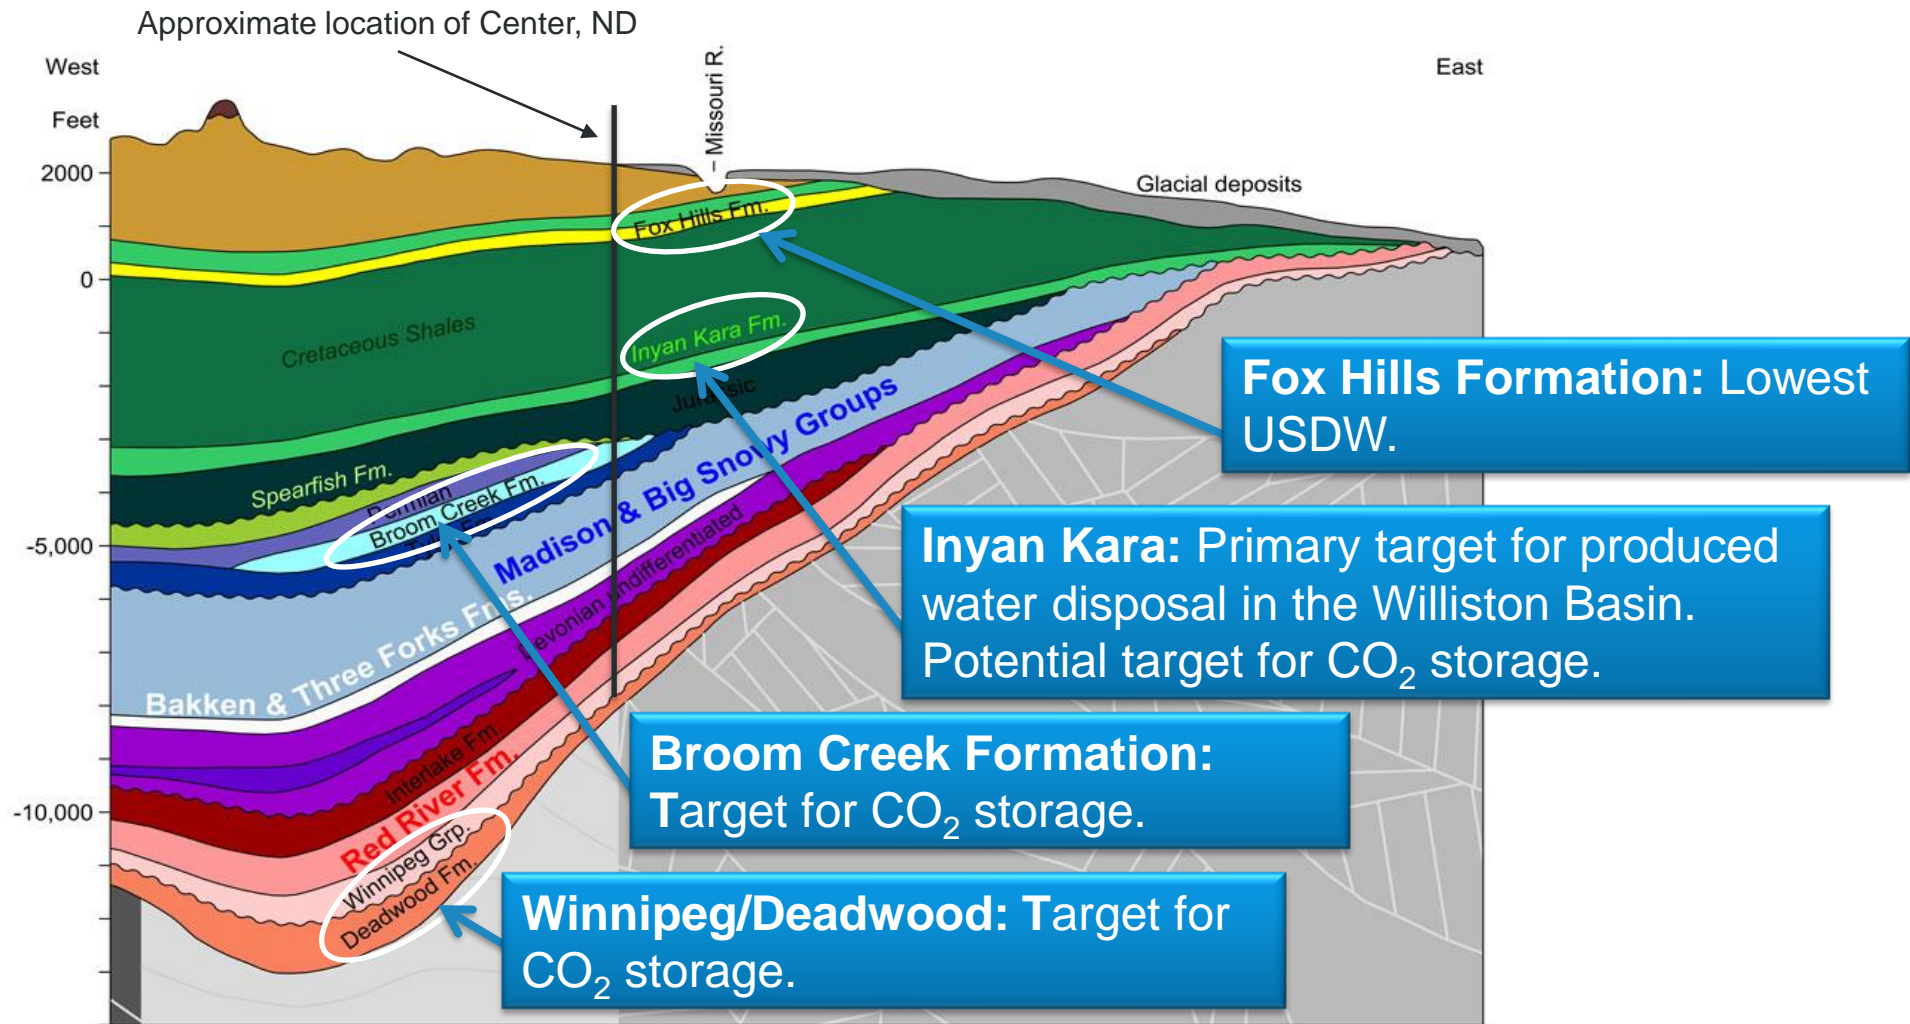 Approximate location of Center, ND
West
East
Feet
Missouri R.
2000
Glacial deposits
Fox Hills Fm.
0
Cretaceous Shales
Inyan Kara Fm.
Jurassic
Fox Hills Formation: Lowest
USDW.
Spearfish Fm.
Permian
Broom Creek Fm.
Madison & Big Snowy Groups
-5,000
Inyan Kara: Primary target for produced
water disposal in the Williston Basin.
Potential target for CO₂ storage.
Devonian undifferentiated
Bakken & Three Forks Fms.
Interlake Fm.
Red River Fm.
Broom Creek Formation:
Target for CO₂ storage.
-10,000
Winnipeg Grp.
Deadwood Fm.
Winnipeg/Deadwood: Target for
CO₂ storage.